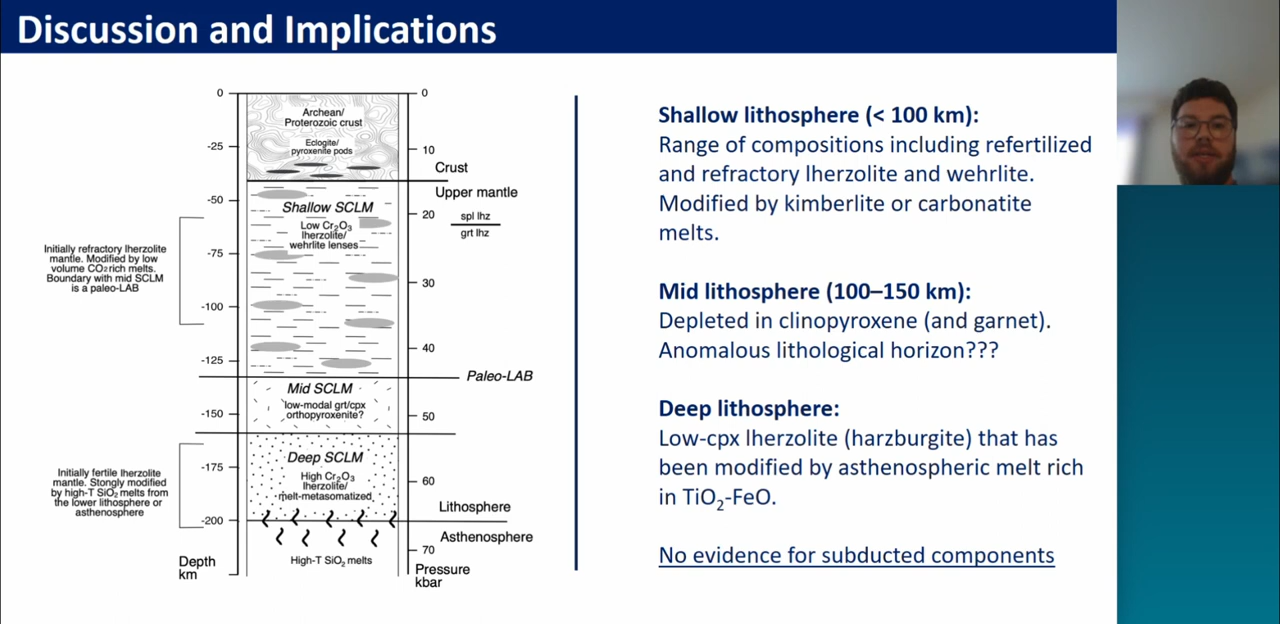 Discussion and Implications
0
-25
-50
-75
-100
-125
-150
-175
-200
Depth
km
0
10
20
30
40
50
60
70
Pressure
kbar
Archean/
Proterozoic crust
Eclogite/
pyroxenite pods
Crust
Upper mantle
spl lhz
grt lhz
Shallow SCLM
Low Cr₂O₃
lherzolite/
wehrlite lenses
Initially refractory lherzolite
mantle. Modified by low
volume CO₂ rich melts.
Boundary with mid SCLM
is a paleo-LAB
Paleo-LAB
Mid SCLM
low-modal grt/cpx
orthopyroxenite?
Deep SCLM
High Cr₂O₃
lherzolite/
melt-metasomatized
Initially fertile lherzolite
mantle. Stongly modified
by high-T SiO₂ melts from
the lower lithosphere or
asthenosphere
Lithosphere
Asthenosphere
High-T SiO₂ melts
Shallow lithosphere (< 100 km):
Range of compositions including refertilized
and refractory lherzolite and wehrlite.
Modified by kimberlite or carbonatite
melts.
Mid lithosphere (100–150 km):
Depleted in clinopyroxene (and garnet).
Anomalous lithological horizon???
Deep lithosphere:
Low-cpx lherzolite (harzburgite) that has
been modified by asthenospheric melt rich
in TiO₂-FeO.
No evidence for subducted components